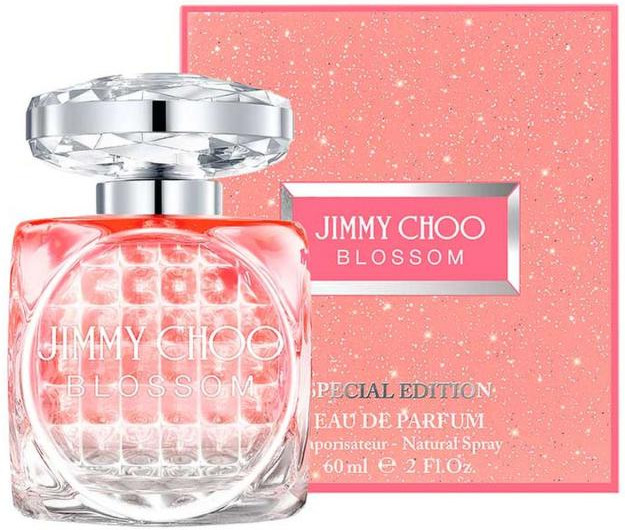 JIMMY CHOO
BLOSSOM
JIMMY CHOO
BLOSSOM
SPECIAL EDITION
EAU DE PARFUM
Natural Spray
60 ml ℮ 2 Fl.Oz.